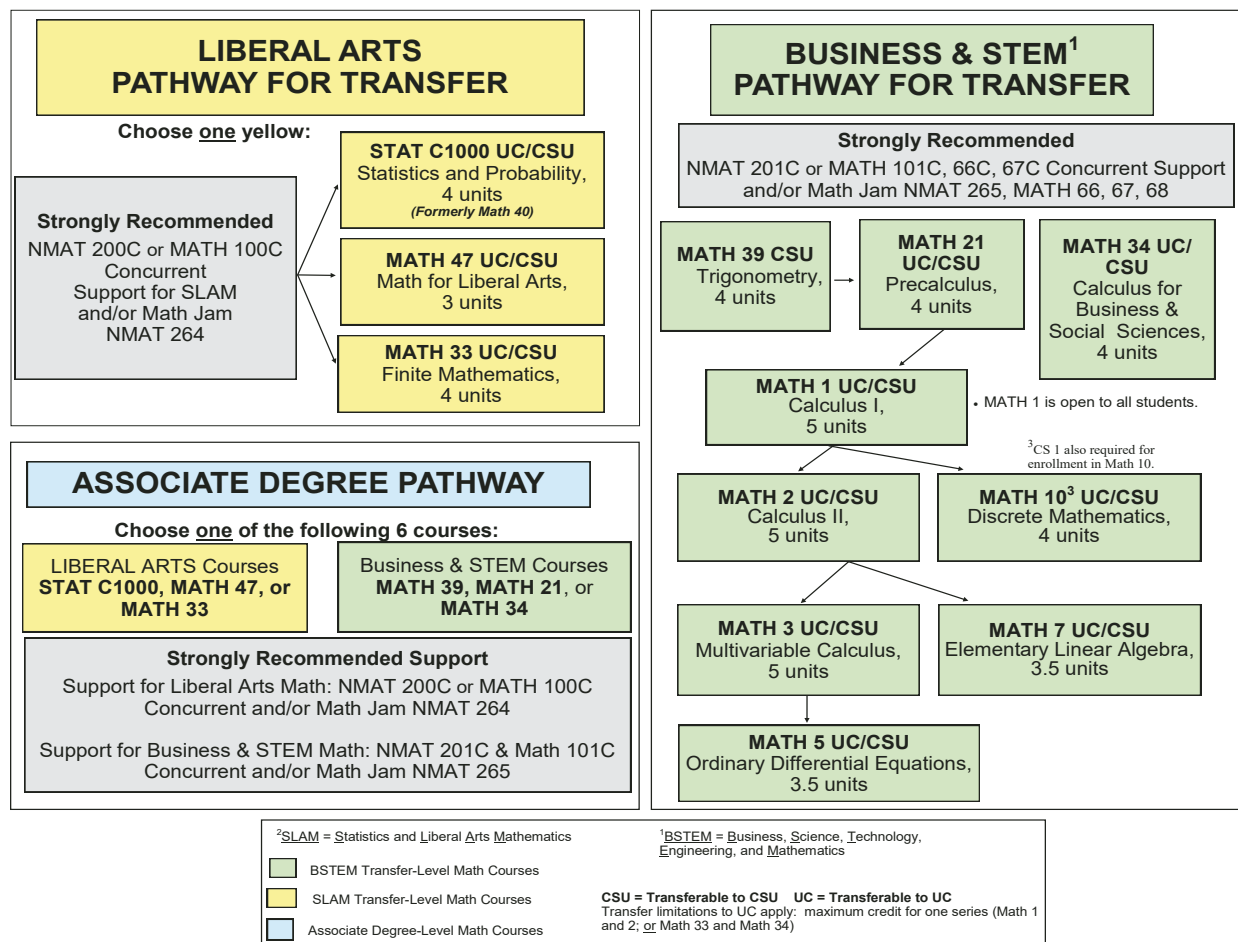 LIBERAL ARTS
PATHWAY FOR TRANSFER
Choose one yellow:
Strongly Recommended
NMAT 200C or MATH 100C
Concurrent
Support for SLAM
and/or Math Jam
NMAT 264
STAT C1000 UC/CSU
Statistics and Probability,
4 units
(Formerly Math 40)
MATH 47 UC/CSU
Math for Liberal Arts,
3 units
MATH 33 UC/CSU
Finite Mathematics,
4 units
ASSOCIATE DEGREE PATHWAY
Choose one of the following 6 courses:
LIBERAL ARTS Courses
STAT C1000, MATH 47, or
MATH 33
Business & STEM Courses
MATH 39, MATH 21, or
MATH 34
Strongly Recommended Support
Support for Liberal Arts Math: NMAT 200C or MATH 100C
Concurrent and/or Math Jam NMAT 264
Support for Business & STEM Math: NMAT 201C & Math 101C
Concurrent and/or Math Jam NMAT 265
BUSINESS & STEM¹
PATHWAY FOR TRANSFER
Strongly Recommended
NMAT 201C or MATH 101C, 66C, 67C Concurrent Support
and/or Math Jam NMAT 265, MATH 66, 67, 68
MATH 39 CSU
Trigonometry,
4 units
MATH 21
UC/CSU
Precalculus,
4 units
MATH 34 UC/
CSU
Calculus for
Business &
Social Sciences,
4 units
MATH 1 UC/CSU
Calculus I,
5 units
• MATH 1 is open to all students.
³CS 1 also required for
enrollment in Math 10.
MATH 2 UC/CSU
Calculus II,
5 units
MATH 10³ UC/CSU
Discrete Mathematics,
4 units
MATH 3 UC/CSU
Multivariable Calculus,
5 units
MATH 7 UC/CSU
Elementary Linear Algebra,
3.5 units
MATH 5 UC/CSU
Ordinary Differential Equations,
3.5 units
²SLAM = Statistics and Liberal Arts Mathematics
¹BSTEM = Business, Science, Technology,
Engineering, and Mathematics
BSTEM Transfer-Level Math Courses
SLAM Transfer-Level Math Courses
Associate Degree-Level Math Courses
CSU = Transferable to CSU UC = Transferable to UC
Transfer limitations to UC apply: maximum credit for one series (Math 1
and 2; or Math 33 and Math 34)